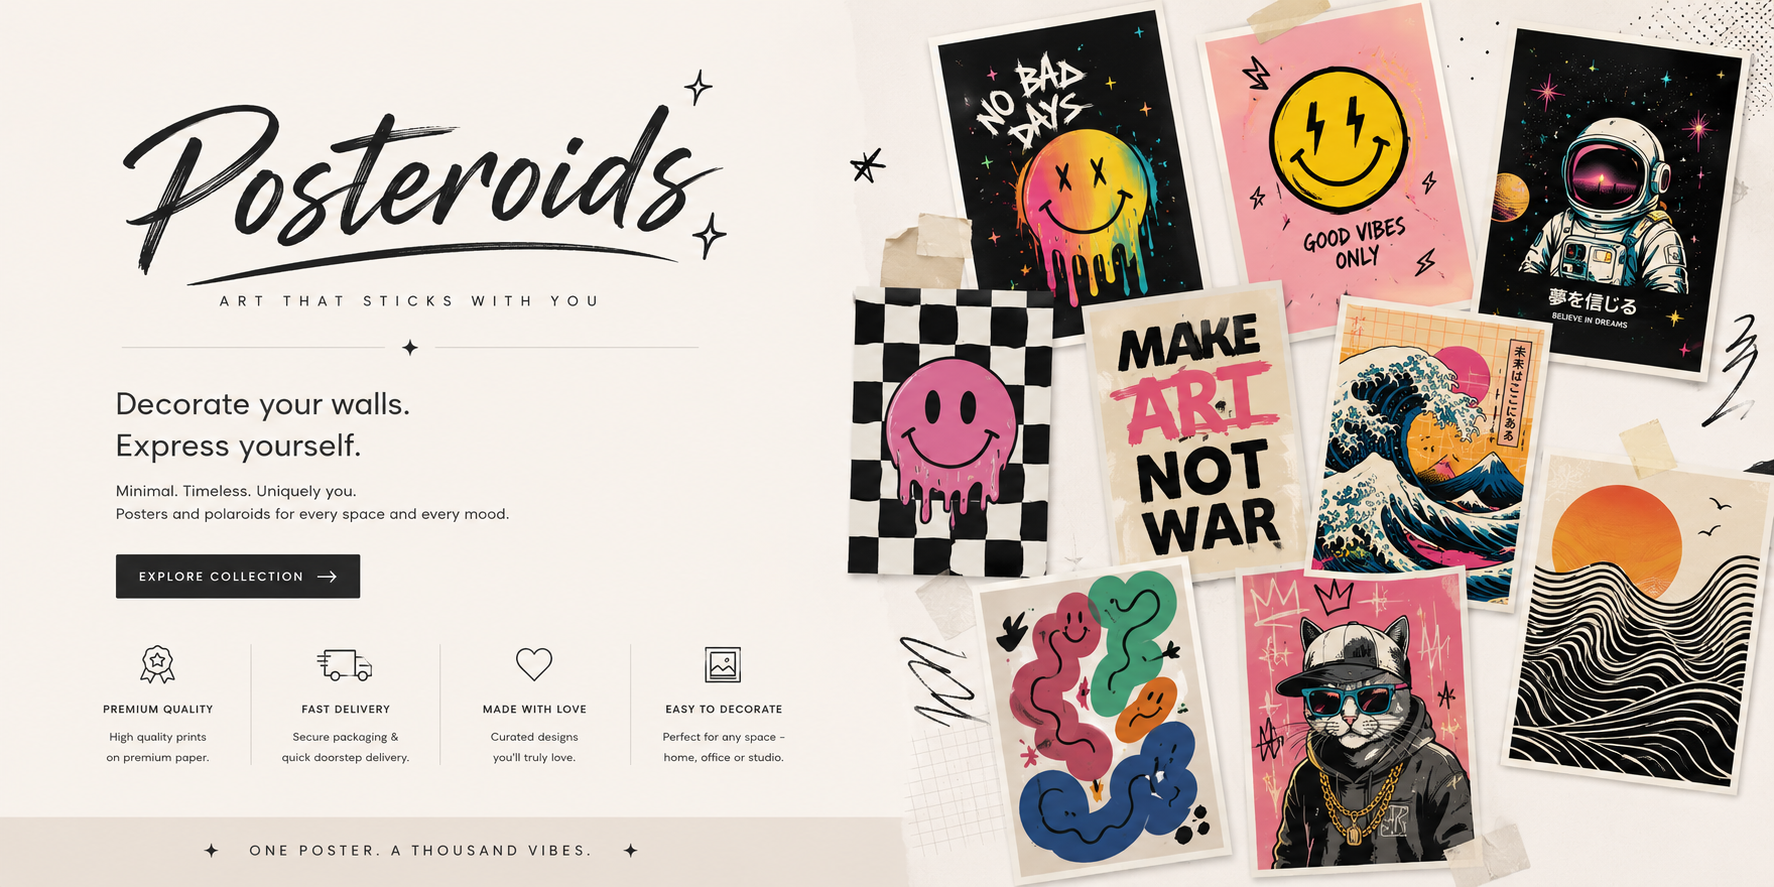 Posteroids
ART THAT STICKS WITH YOU
Decorate your walls.
Express yourself.
Minimal. Timeless. Uniquely you.
Posters and polaroids for every space and every mood.
EXPLORE COLLECTION
PREMIUM QUALITY
High quality prints
on premium paper.
FAST DELIVERY
Secure packaging &
quick doorstep delivery.
MADE WITH LOVE
Curated designs
you'll truly love.
EASY TO DECORATE
Perfect for any space –
home, office or studio.
ONE POSTER. A THOUSAND VIBES.
NO BAD
DAYS
GOOD VIBES
ONLY
夢を信じる
BELIEVE IN DREAMS
MAKE
ART
NOT
WAR
未来はここにある